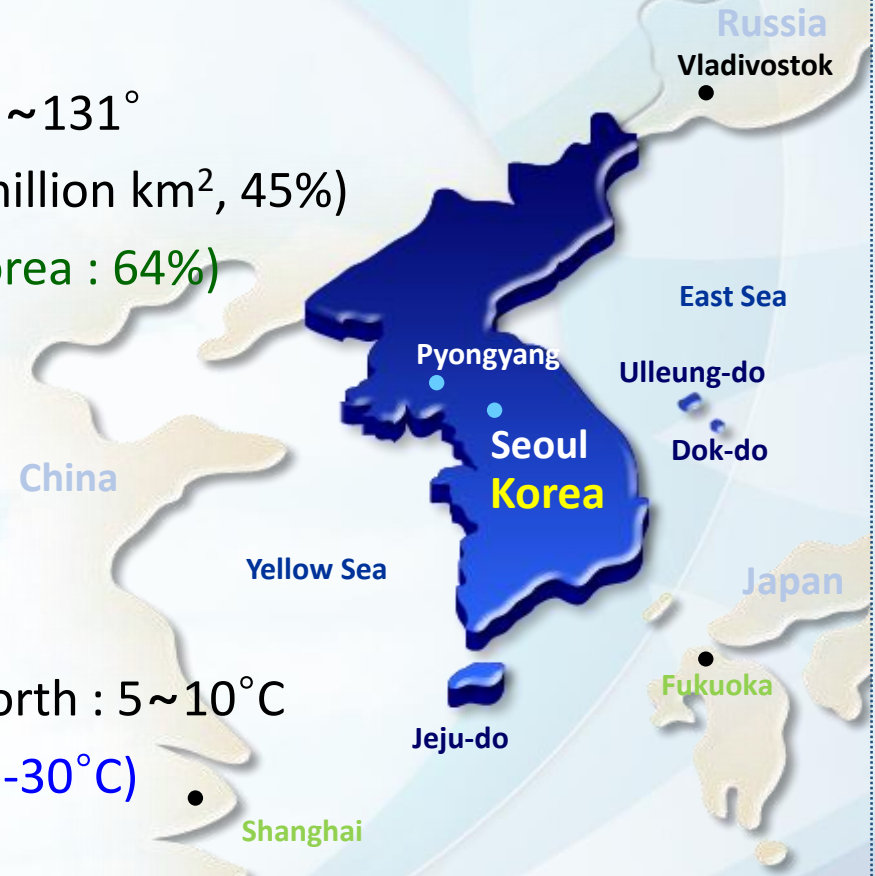 Russia
Vladivostok
~131°
million km², 45%)
orea : 64%)
East Sea
Pyongyang
Ulleung-do
Seoul
Dok-do
China
Korea
Yellow Sea
Japan
orth : 5~10°C
Fukuoka
Jeju-do
-30°C)
Shanghai